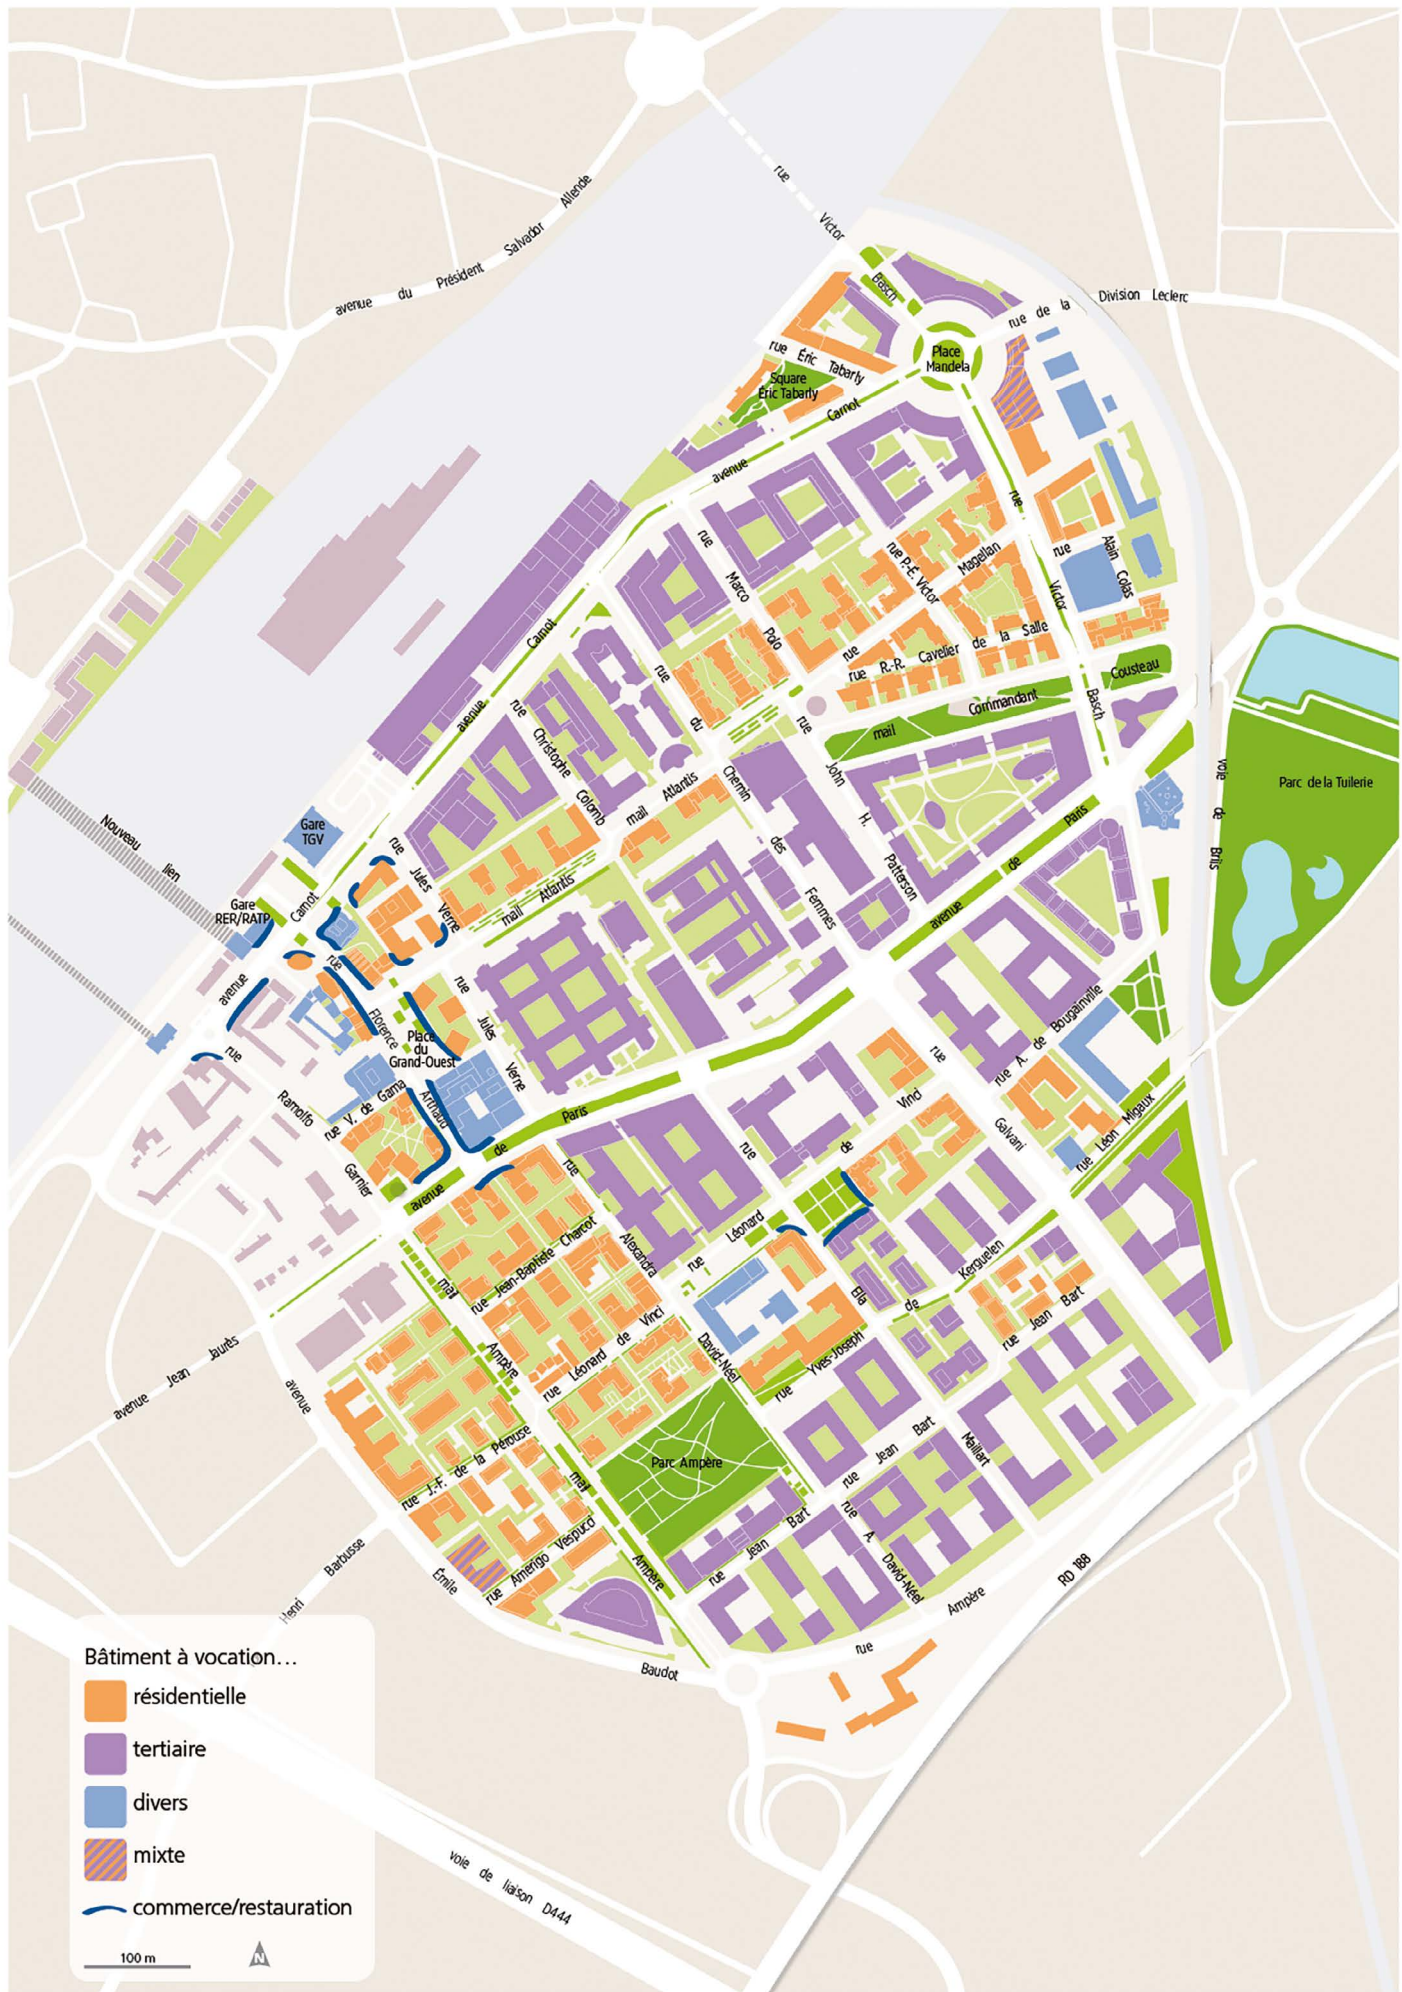 avenue du Président Salvador Allende
rue Victor Basch
rue de la Division Leclerc
Place
Mandela
rue Éric Tabarly
Square
Éric Tabarly
avenue Carnot
rue Marco Polo
rue P.-E. Victor
rue Magellan
rue Alain Colas
rue Victor Basch
rue R.-R. Cavelier de la Salle
mail Commandant Cousteau
avenue Carnot
rue Christophe Colomb
rue du Chemin des Femmes
rue John H. Patterson
mail Atlantis
voie de Briis
Parc de la Tuilerie
Nouveau lien
Gare
TGV
Gare
RER/RATP
Carnot
avenue
rue Jules Verne
mail Atlantis
rue Jules Verne
avenue de Paris
rue Florence Arthaud
Place
du
Grand-Ouest
rue Ramolfo Garnier
rue V. de Gama
avenue de Paris
rue A. de Bougainville
rue Galvani
rue Léon Migaux
rue Léonard de Vinci
rue Ella Maillart
rue Alexandra David-Néel
rue Jean-Baptiste Charcot
mail Ampère
rue Léonard de Vinci
rue Yves-Joseph de Kerguelen
rue Jean Bart
avenue Jean Jaurès
avenue Émile Baudot
rue J.-F. de la Pérouse
Parc Ampère
mail Ampère
rue Amerigo Vespucci
rue Jean Bart
rue Jean Bart
rue A. David-Néel
Henri Barbusse
rue Ampère
RD 188
voie de liaison D444
Bâtiment à vocation…
résidentielle
tertiaire
divers
mixte
commerce/restauration
100 m
N